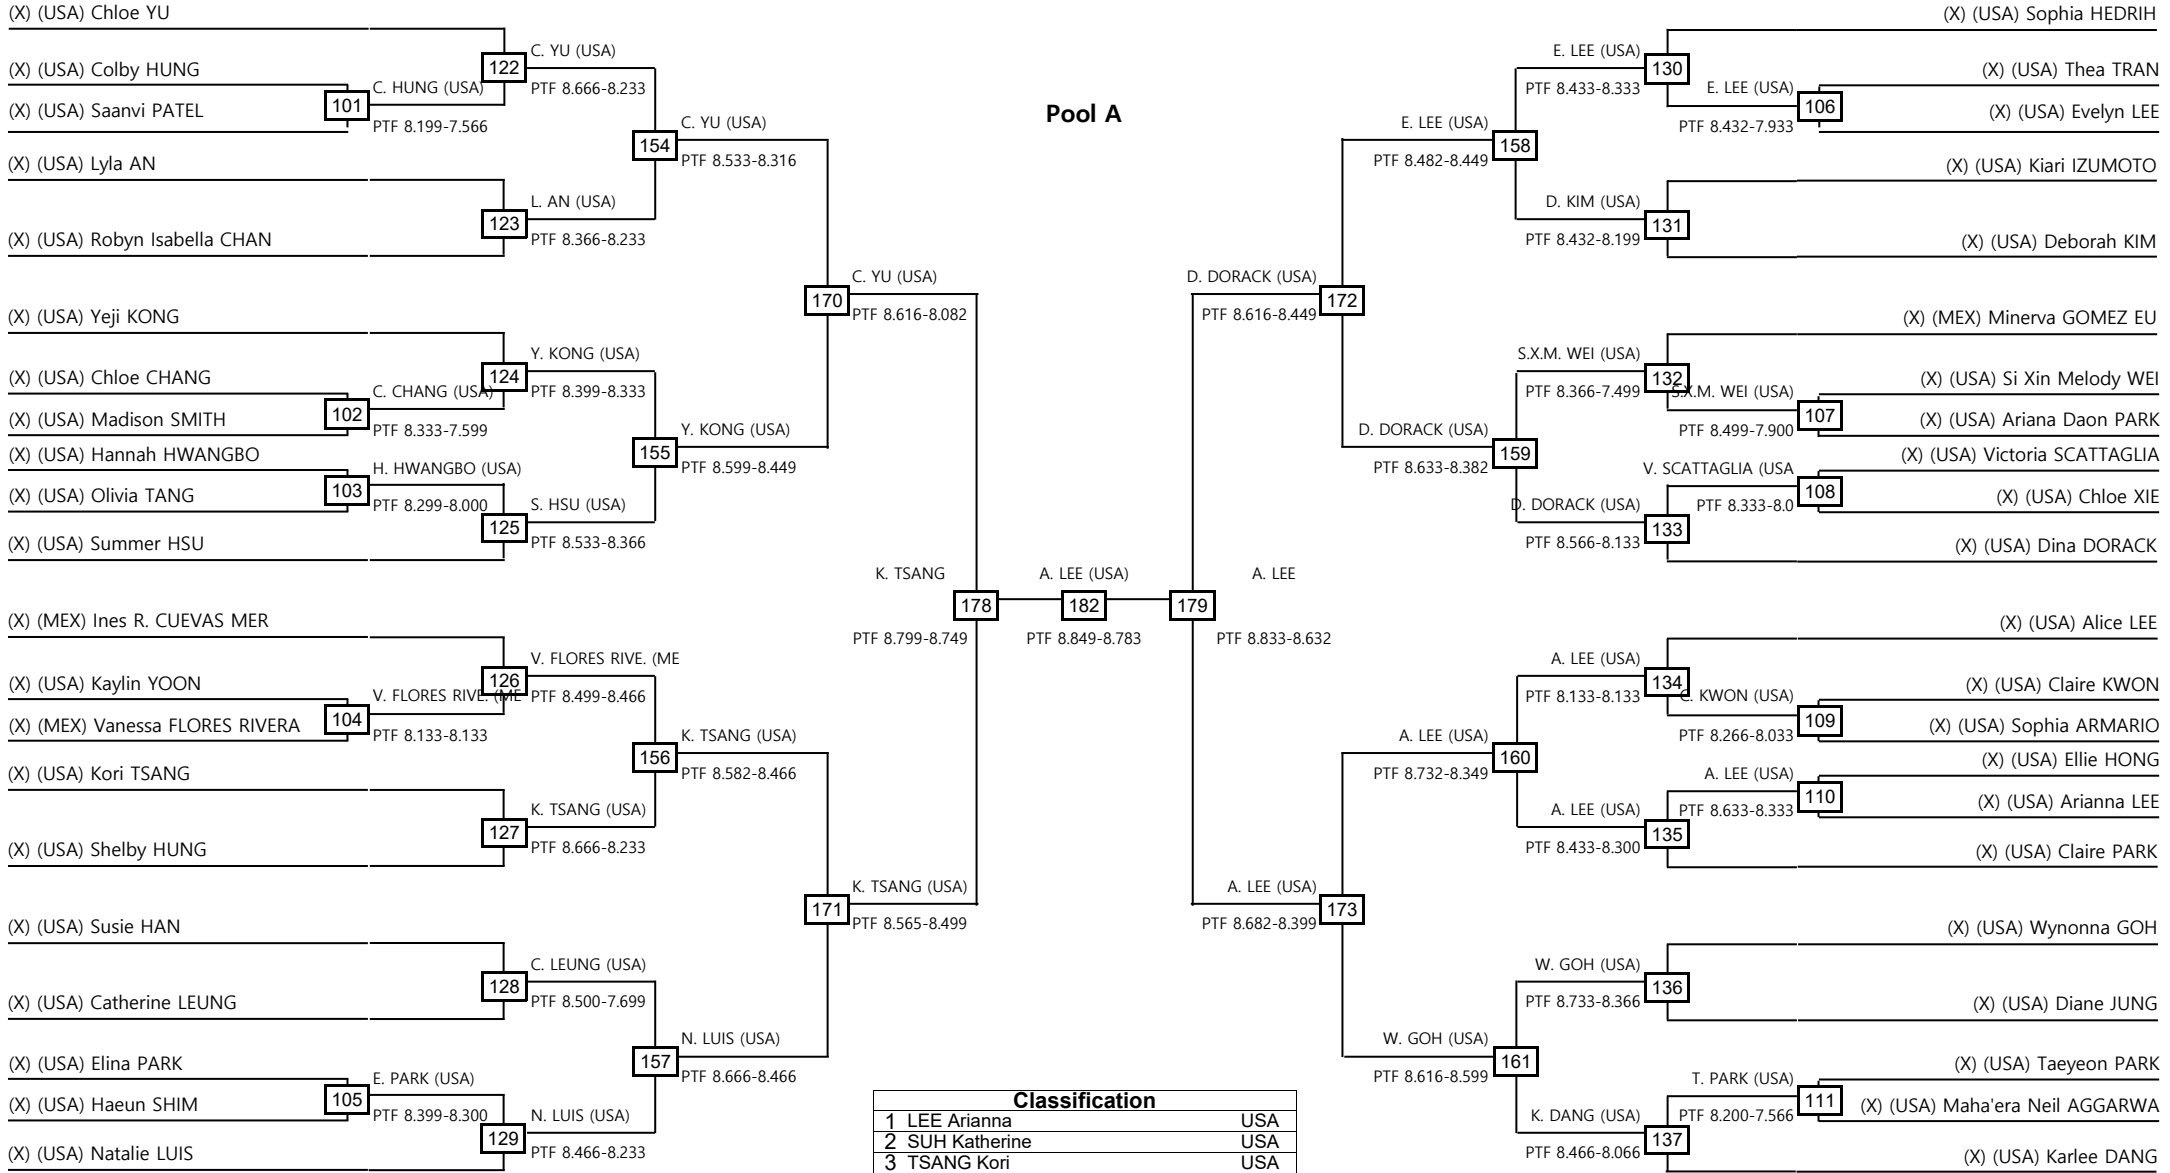 Pool A
(X) (USA) Chloe YU
(X) (USA) Colby HUNG
(X) (USA) Saanvi PATEL
(X) (USA) Lyla AN
(X) (USA) Robyn Isabella CHAN
(X) (USA) Yeji KONG
(X) (USA) Chloe CHANG
(X) (USA) Madison SMITH
(X) (USA) Hannah HWANGBO
(X) (USA) Olivia TANG
(X) (USA) Summer HSU
(X) (MEX) Ines R. CUEVAS MER
(X) (USA) Kaylin YOON
(X) (MEX) Vanessa FLORES RIVERA
(X) (USA) Kori TSANG
(X) (USA) Shelby HUNG
(X) (USA) Susie HAN
(X) (USA) Catherine LEUNG
(X) (USA) Elina PARK
(X) (USA) Haeun SHIM
(X) (USA) Natalie LUIS
101
C. HUNG (USA)
PTF 8.199-7.566
102
C. CHANG (USA)
PTF 8.333-7.599
103
H. HWANGBO (USA)
PTF 8.299-8.000
104
V. FLORES RIVE. (ME
PTF 8.133-8.133
105
E. PARK (USA)
PTF 8.399-8.300
122
C. YU (USA)
PTF 8.666-8.233
123
L. AN (USA)
PTF 8.366-8.233
124
Y. KONG (USA)
PTF 8.399-8.333
125
S. HSU (USA)
PTF 8.533-8.366
126
V. FLORES RIVE. (ME
PTF 8.499-8.466
127
K. TSANG (USA)
PTF 8.666-8.233
128
C. LEUNG (USA)
PTF 8.500-7.699
129
N. LUIS (USA)
PTF 8.466-8.233
154
C. YU (USA)
PTF 8.533-8.316
155
Y. KONG (USA)
PTF 8.599-8.449
156
K. TSANG (USA)
PTF 8.582-8.466
157
N. LUIS (USA)
PTF 8.666-8.466
170
C. YU (USA)
PTF 8.616-8.082
171
K. TSANG (USA)
PTF 8.565-8.499
K. TSANG
178
PTF 8.799-8.749
A. LEE (USA)
182
PTF 8.849-8.783
A. LEE
179
PTF 8.833-8.632
D. DORACK (USA)
172
PTF 8.616-8.449
A. LEE (USA)
173
PTF 8.682-8.399
E. LEE (USA)
158
PTF 8.482-8.449
D. DORACK (USA)
159
PTF 8.633-8.382
A. LEE (USA)
160
PTF 8.732-8.349
W. GOH (USA)
161
PTF 8.616-8.599
E. LEE (USA)
130
PTF 8.433-8.333
D. KIM (USA)
131
PTF 8.432-8.199
S.X.M. WEI (USA)
132
PTF 8.366-7.499
D. DORACK (USA)
133
PTF 8.566-8.133
A. LEE (USA)
134
PTF 8.133-8.133
A. LEE (USA)
135
PTF 8.433-8.300
W. GOH (USA)
136
PTF 8.733-8.366
K. DANG (USA)
137
PTF 8.466-8.066
E. LEE (USA)
106
PTF 8.432-7.933
S.X.M. WEI (USA)
107
PTF 8.499-7.900
V. SCATTAGLIA (USA
108
PTF 8.333-8.0
C. KWON (USA)
109
PTF 8.266-8.033
A. LEE (USA)
110
PTF 8.633-8.333
T. PARK (USA)
111
PTF 8.200-7.566
(X) (USA) Sophia HEDRIH
(X) (USA) Thea TRAN
(X) (USA) Evelyn LEE
(X) (USA) Kiari IZUMOTO
(X) (USA) Deborah KIM
(X) (MEX) Minerva GOMEZ EU
(X) (USA) Si Xin Melody WEI
(X) (USA) Ariana Daon PARK
(X) (USA) Victoria SCATTAGLIA
(X) (USA) Chloe XIE
(X) (USA) Dina DORACK
(X) (USA) Alice LEE
(X) (USA) Claire KWON
(X) (USA) Sophia ARMARIO
(X) (USA) Ellie HONG
(X) (USA) Arianna LEE
(X) (USA) Claire PARK
(X) (USA) Wynonna GOH
(X) (USA) Diane JUNG
(X) (USA) Taeyeon PARK
(X) (USA) Maha'era Neil AGGARWA
(X) (USA) Karlee DANG
Classification
1 LEE Arianna USA
2 SUH Katherine USA
3 TSANG Kori USA